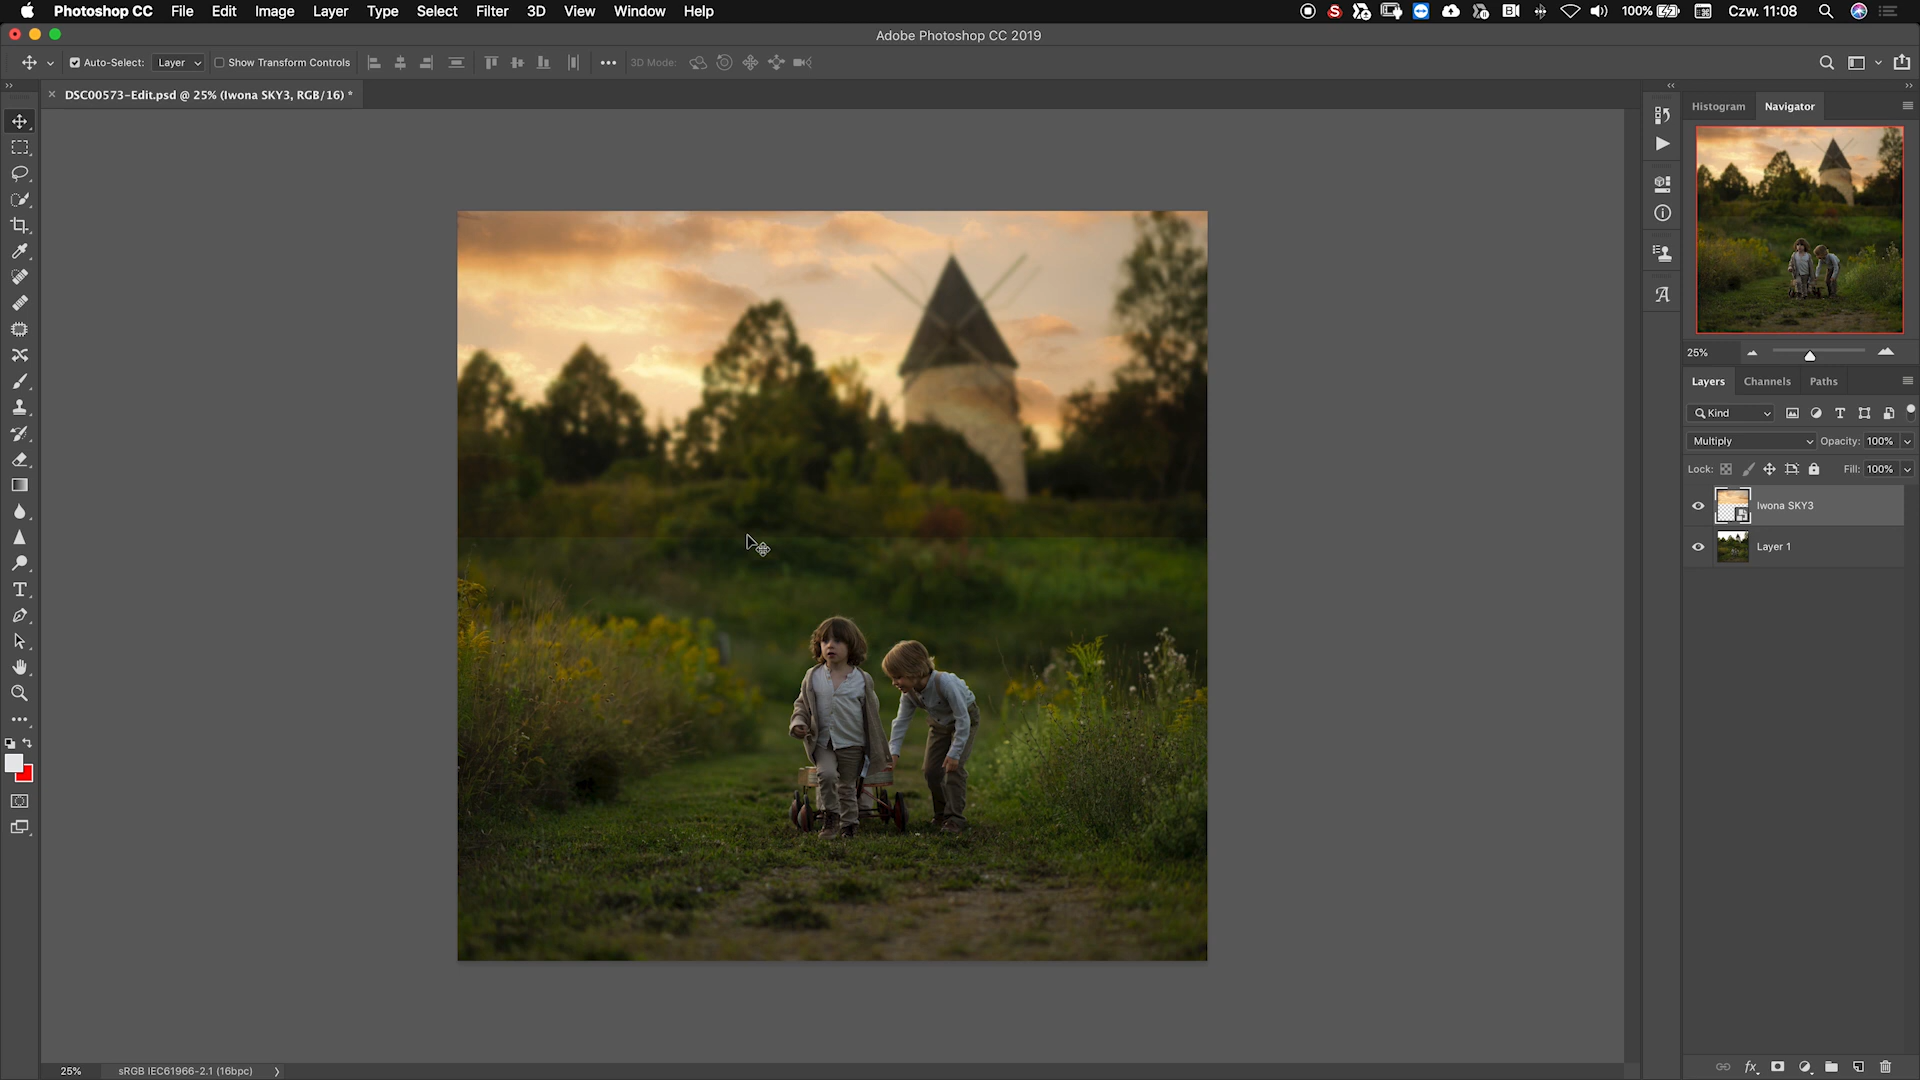 Photoshop CC File Edit Image Layer Type Select Filter 3D View Window Help 100% Czw. 11:08
Adobe Photoshop CC 2019
Auto-Select: Layer Show Transform Controls 3D Mode:
× DSC00573-Edit.psd @ 25% (Iwona SKY3, RGB/16) *
Histogram Navigator
25%
Layers Channels Paths
Kind
Multiply Opacity: 100%
Lock: Fill: 100%
Iwona SKY3
Layer 1
25% sRGB IEC61966-2.1 (16bpc)